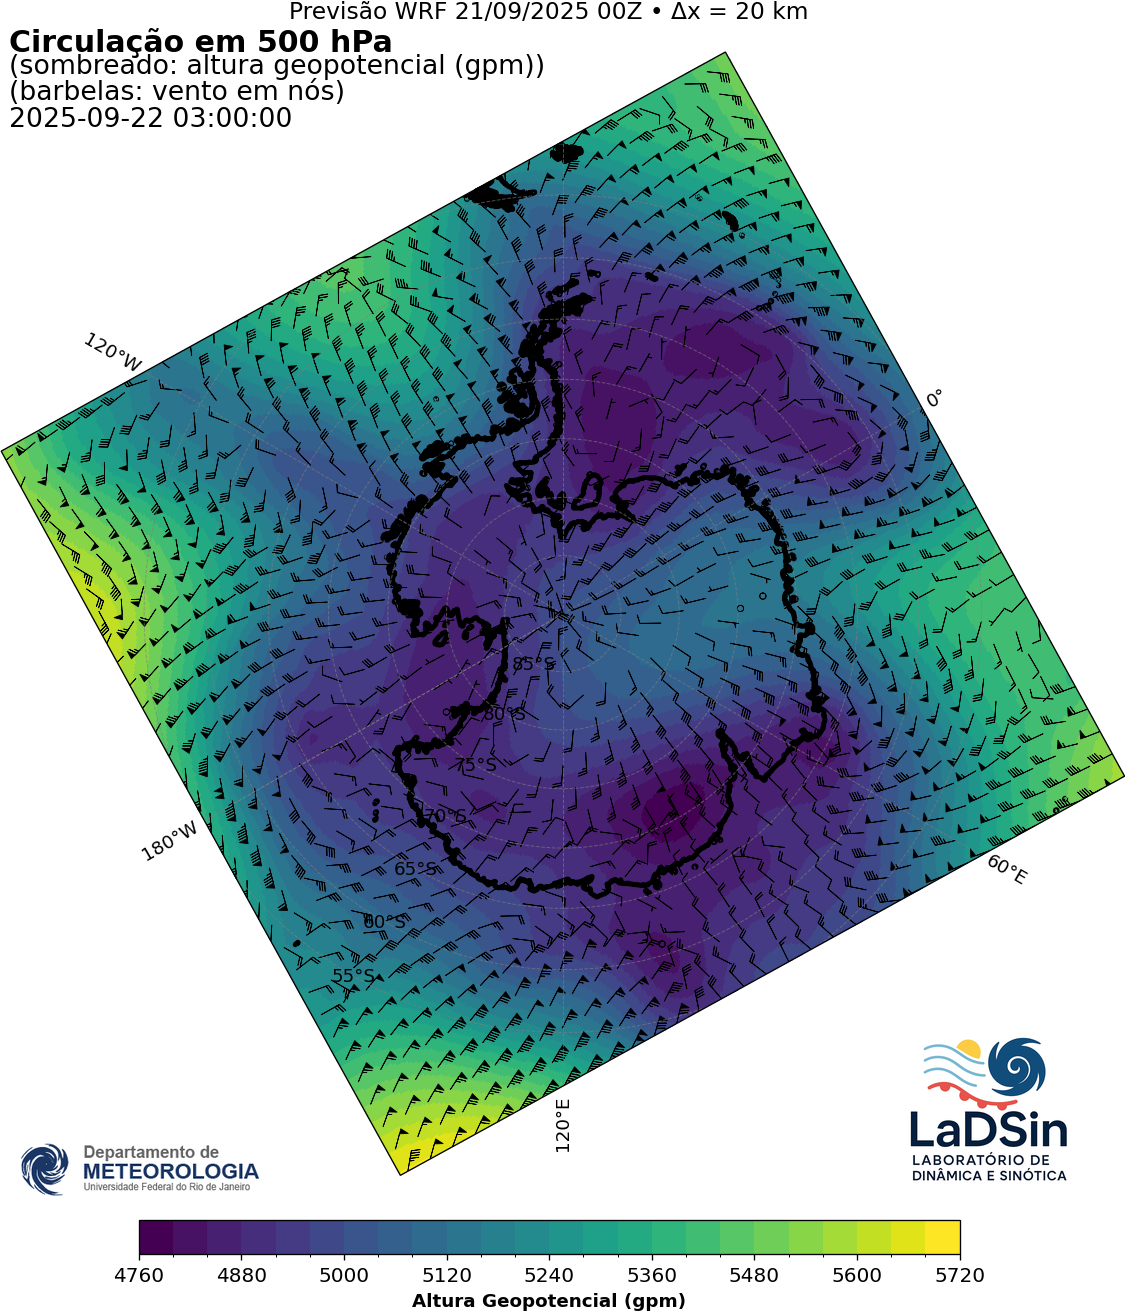 Previsão WRF 21/09/2025 00Z • Δx = 20 km
Circulação em 500 hPa
(sombreado: altura geopotencial (gpm))
(barbelas: vento em nós)
2025-09-22 03:00:00
120°W
0°
85°S
80°S
75°S
70°S
65°S
60°S
55°S
180°W
60°E
120°E
Departamento de
METEOROLOGIA
Universidade Federal do Rio de Janeiro
LaDSin
LABORATÓRIO DE
DINÂMICA E SINÓTICA
4760 4880 5000 5120 5240 5360 5480 5600 5720
Altura Geopotencial (gpm)